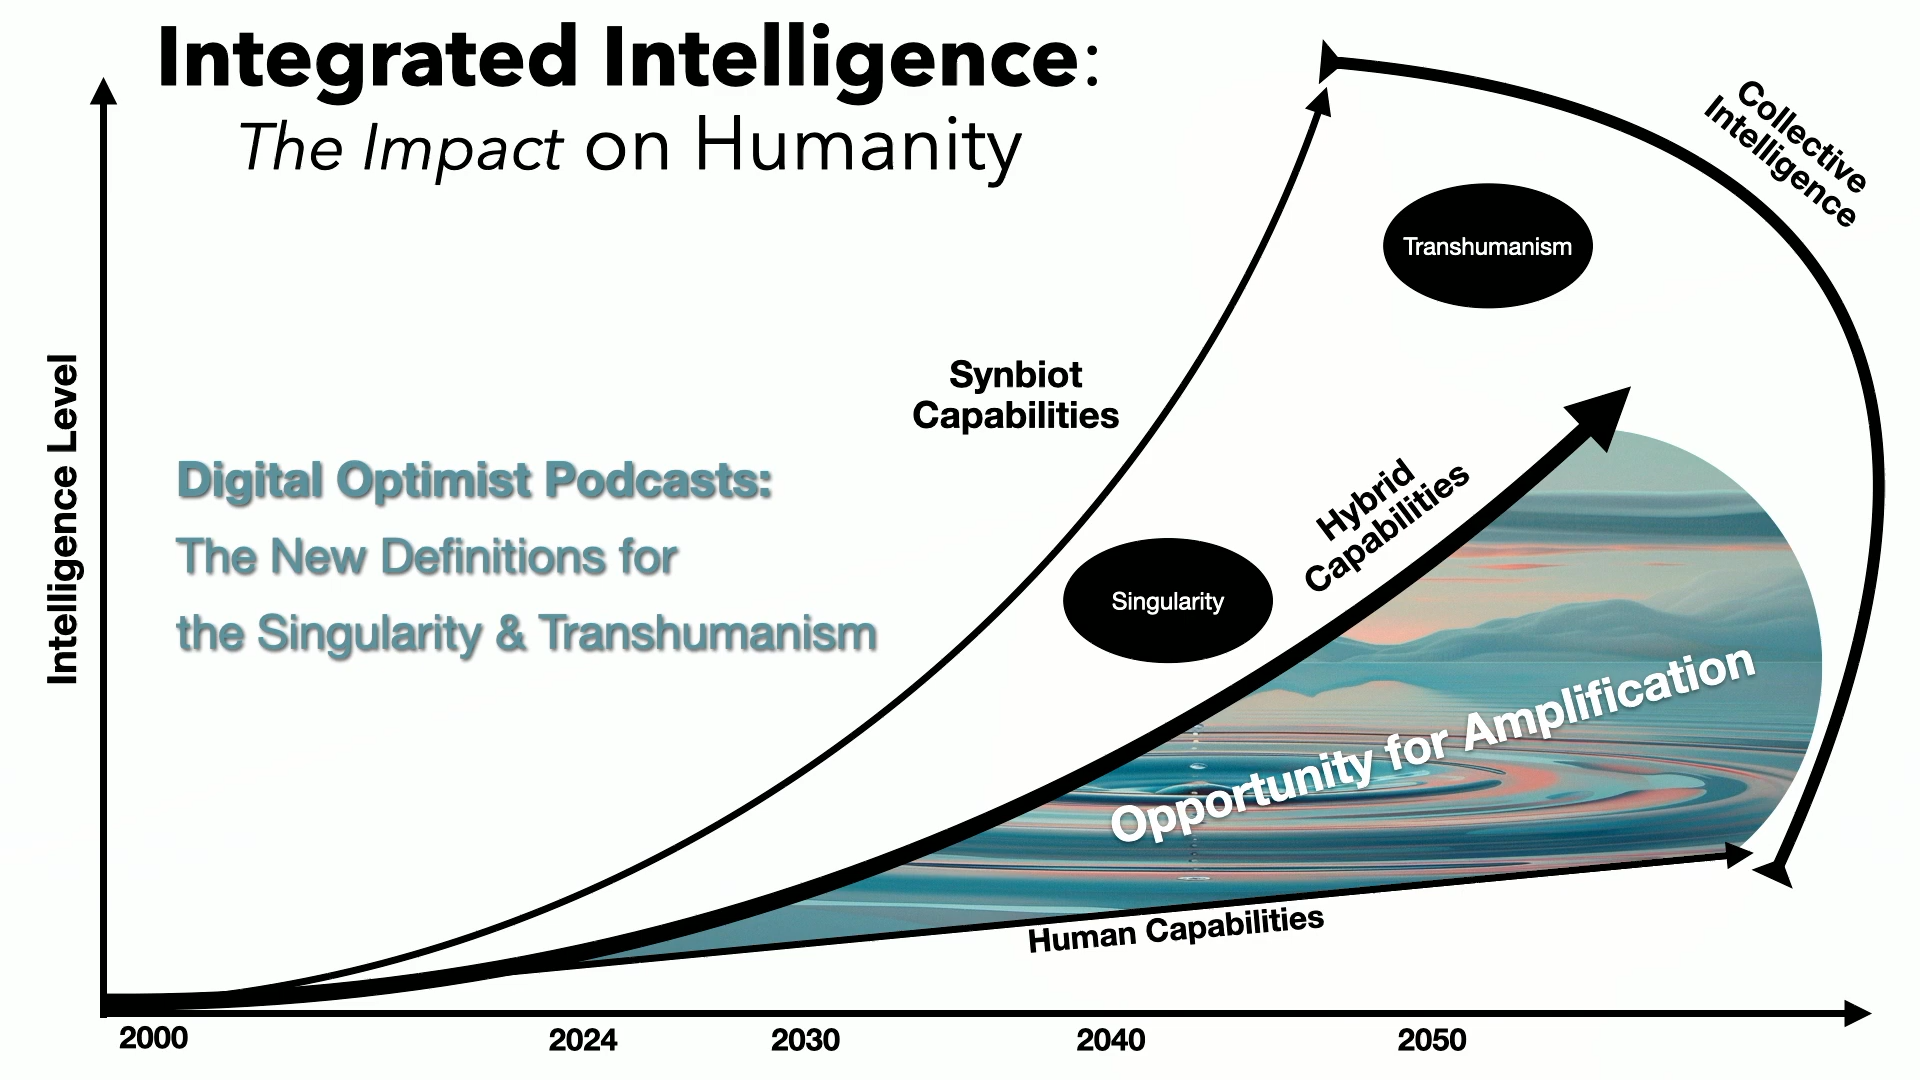 Integrated Intelligence:
The Impact on Humanity
Collective
Intelligence
Transhumanism
Synbiot
Capabilities
Intelligence Level
Digital Optimist Podcasts:
The New Definitions for
the Singularity & Transhumanism
Hybrid
Capabilities
Singularity
Opportunity for Amplification
Human Capabilities
2000
2024
2030
2040
2050